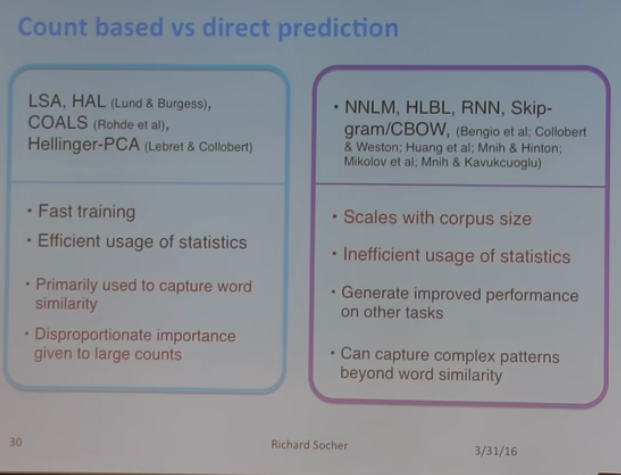 Count based vs direct prediction
LSA, HAL (Lund & Burgess),
COALS (Rohde et al),
Hellinger-PCA (Lebret & Collobert)
• Fast training
• Efficient usage of statistics
• Primarily used to capture word
similarity
• Disproportionate importance
given to large counts
• NNLM, HLBL, RNN, Skip-
gram/CBOW, (Bengio et al; Collobert
& Weston; Huang et al; Mnih & Hinton;
Mikolov et al; Mnih & Kavukcuoglu)
• Scales with corpus size
• Inefficient usage of statistics
• Generate improved performance
on other tasks
• Can capture complex patterns
beyond word similarity
30
Richard Socher
3/31/16